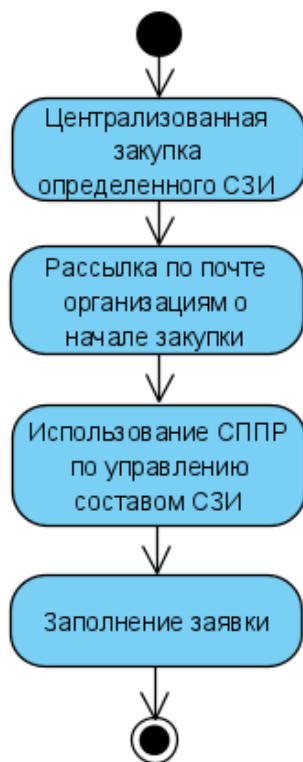 Централизованная
закупка
определенного СЗИ
Рассылка по почте
организациям о
начале закупки
Использование СППР
по управлению
составом СЗИ
Заполнение заявки